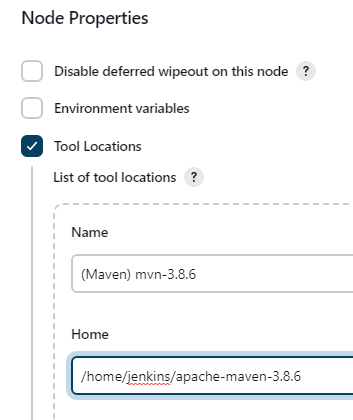 Node Properties
Disable deferred wipeout on this node ?
Environment variables
Tool Locations
List of tool locations ?
Name
(Maven) mvn-3.8.6
Home
/home/jenkins/apache-maven-3.8.6